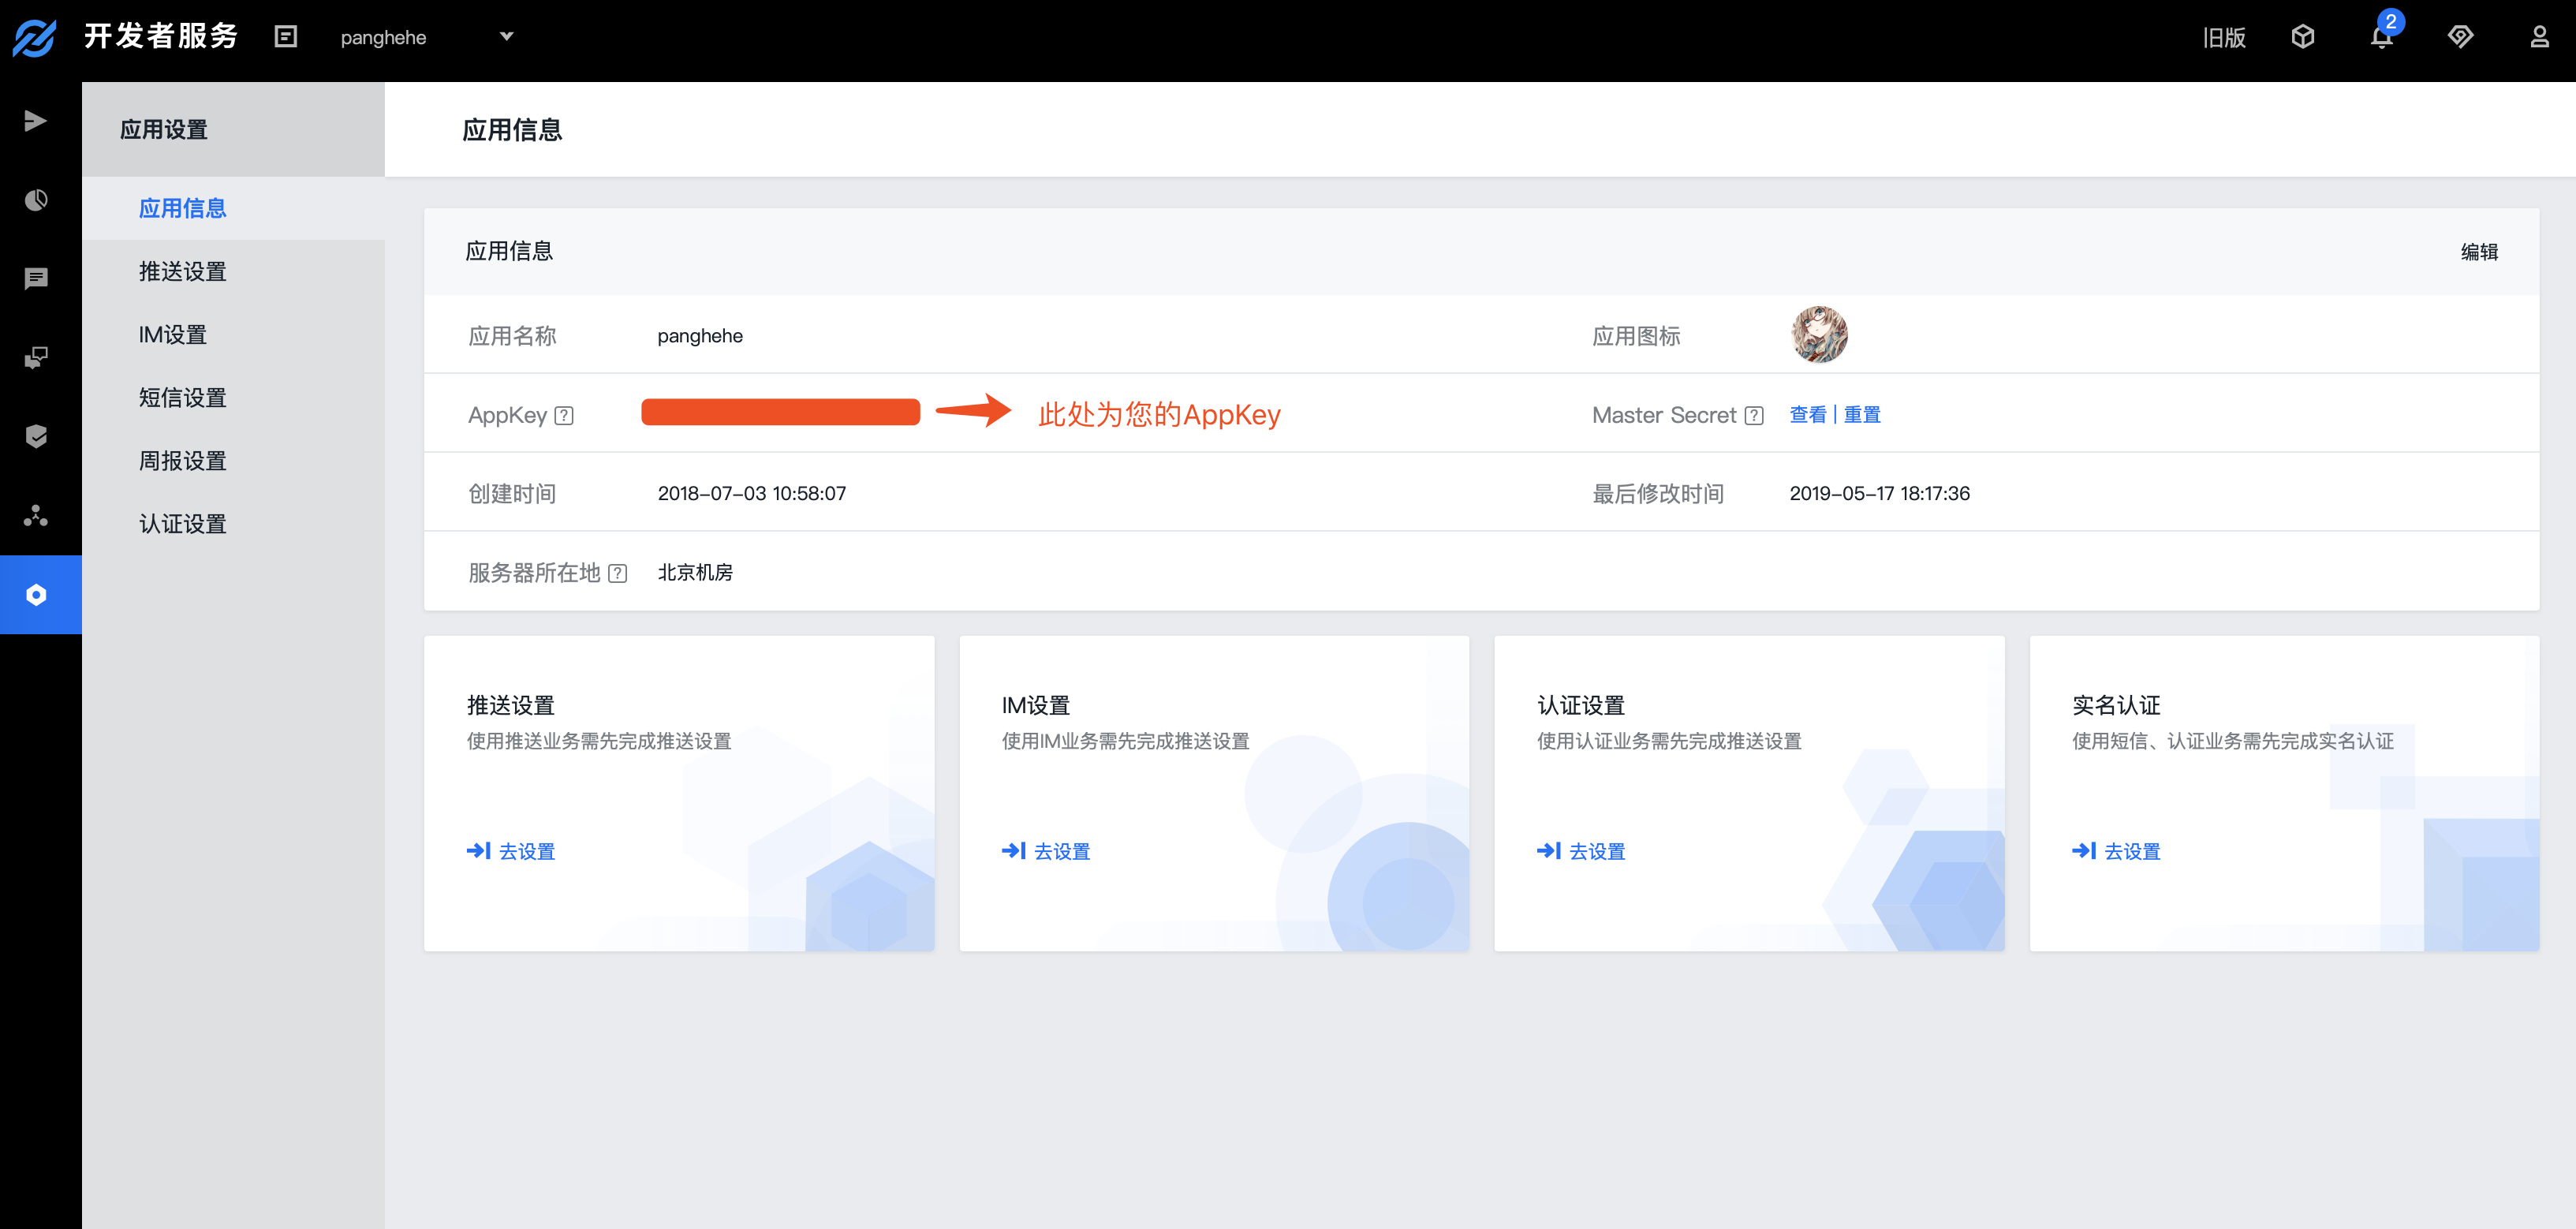 开发者服务
panghehe
旧版
2
应用设置
应用信息
推送设置
IM设置
短信设置
周报设置
认证设置
应用信息
应用信息
编辑
应用名称
panghehe
应用图标
AppKey ?
此处为您的AppKey
Master Secret ?
查看 | 重置
创建时间
2018-07-03 10:58:07
最后修改时间
2019-05-17 18:17:36
服务器所在地 ?
北京机房
推送设置
使用推送业务需先完成推送设置
去设置
IM设置
使用IM业务需先完成推送设置
去设置
认证设置
使用认证业务需先完成推送设置
去设置
实名认证
使用短信、认证业务需先完成实名认证
去设置